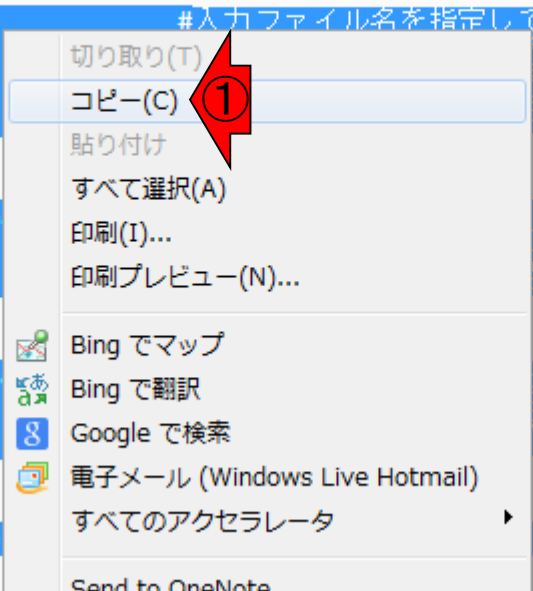 #入力ファイル名を指定して
切り取り(T)
コピー(C)
①
貼り付け
すべて選択(A)
印刷(I)...
印刷プレビュー(N)...
Bing でマップ
Bing で翻訳
Google で検索
電子メール (Windows Live Hotmail)
すべてのアクセラレータ
Send to OneNote